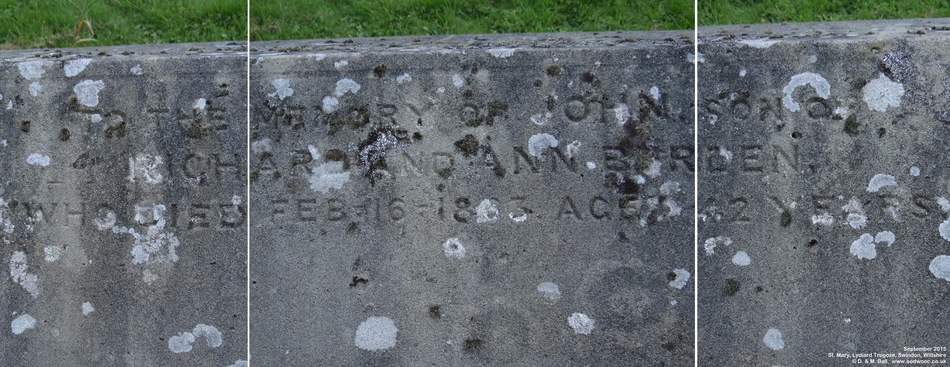 TO THE MEMORY OF JOHN, SON OF
RICHARD AND ANN
WHO DIED FEB. 16 AGED 42 YEARS
September 2015
St. Mary, Lydiard Tregoze, Swindon, Wiltshire
© D. & M. Ball, www.oodwooc.co.uk